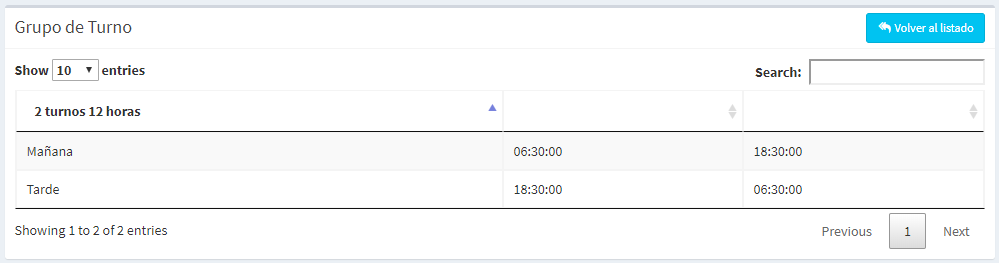 Grupo de Turno
Volver al listado
Show 10 entries
Search:
2 turnos 12 horas
Mañana 06:30:00 18:30:00
Tarde 18:30:00 06:30:00
Showing 1 to 2 of 2 entries
Previous 1 Next